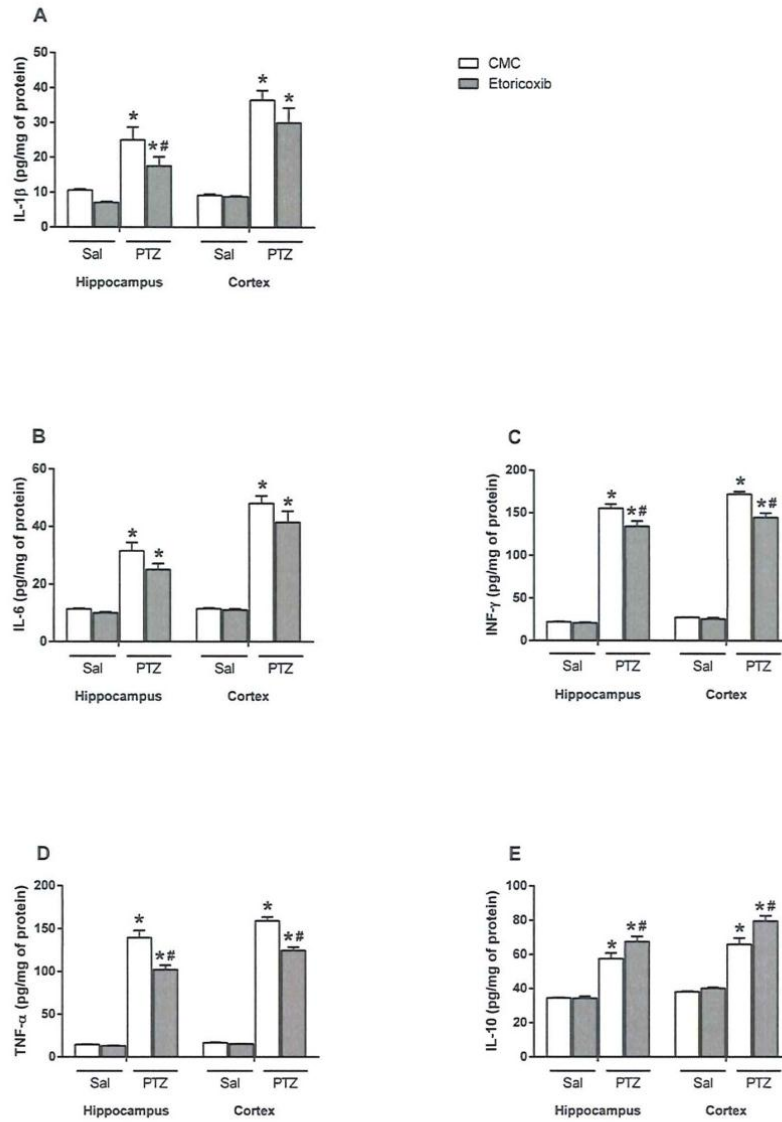 A
IL-1β (pg/mg of protein)
50
40
30
20
10
0
* *# * *
Sal PTZ Sal PTZ
Hippocampus Cortex
CMC
Etoricoxib
B
IL-6 (pg/mg of protein)
60
40
20
0
* * * *
Sal PTZ Sal PTZ
Hippocampus Cortex
C
INF-γ (pg/mg of protein)
200
150
100
50
0
* *# * *#
Sal PTZ Sal PTZ
Hippocampus Cortex
D
TNF-α (pg/mg of protein)
200
150
100
50
0
* *# * *#
Sal PTZ Sal PTZ
Hippocampus Cortex
E
IL-10 (pg/mg of protein)
100
80
60
40
20
0
* *# * *#
Sal PTZ Sal PTZ
Hippocampus Cortex